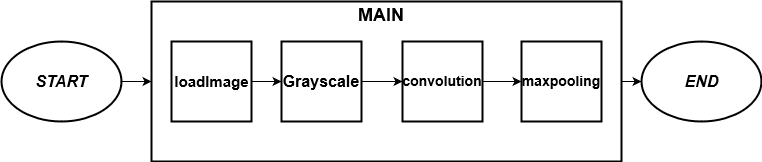 MAIN
START
loadImage
Grayscale
convolution
maxpooling
END